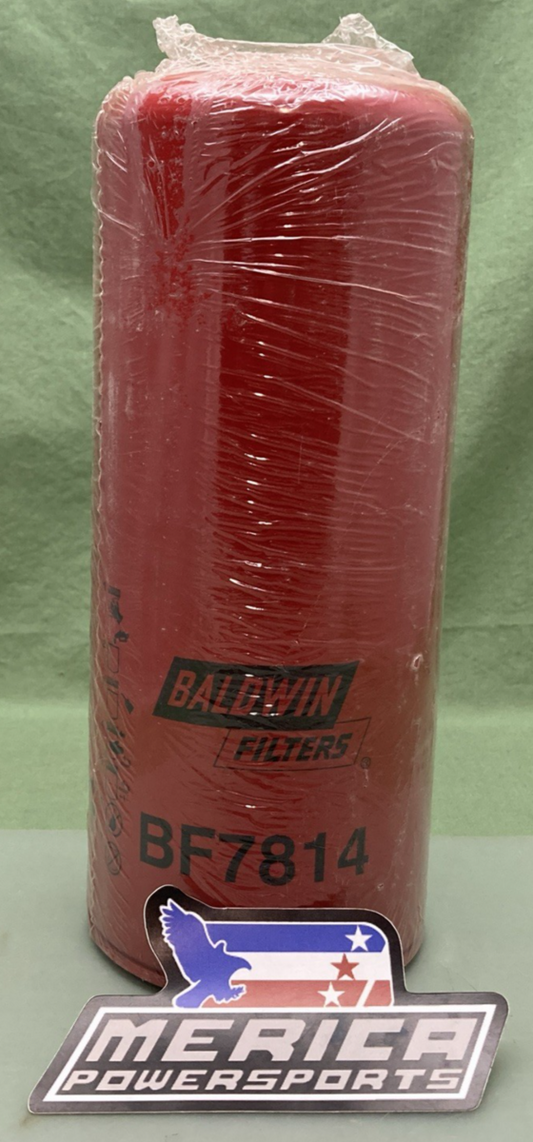 BALDWIN
FILTERS®
BF7814
MERICA
POWERSPORTS